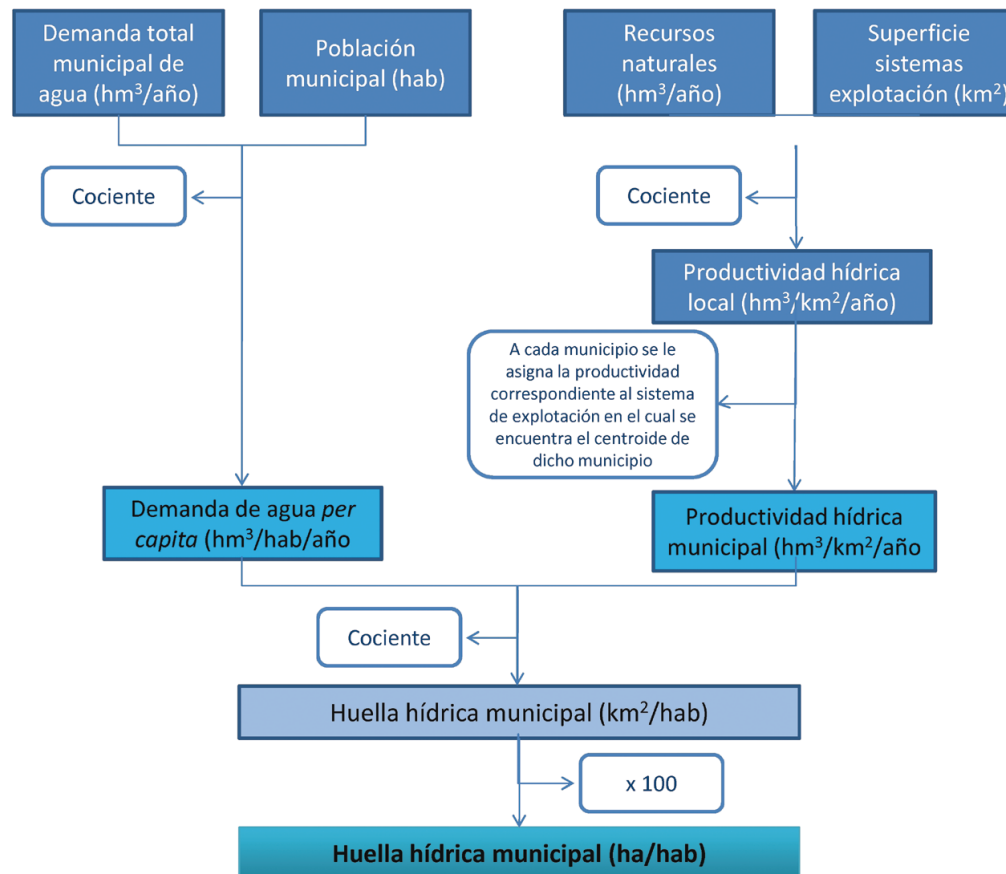 Demanda total
municipal de
agua (hm³/año)
Población
municipal (hab)
Recursos
naturales
(hm³/año)
Superficie
sistemas
explotación (km²)
Cociente
Cociente
Productividad hídrica
local (hm³/km²/año)
A cada municipio se le
asigna la productividad
correspondiente al sistema
de explotación en el cual se
encuentra el centroide de
dicho municipio
Demanda de agua per
capita (hm³/hab/año
Productividad hídrica
municipal (hm³/km²/año
Cociente
Huella hídrica municipal (km²/hab)
x 100
Huella hídrica municipal (ha/hab)